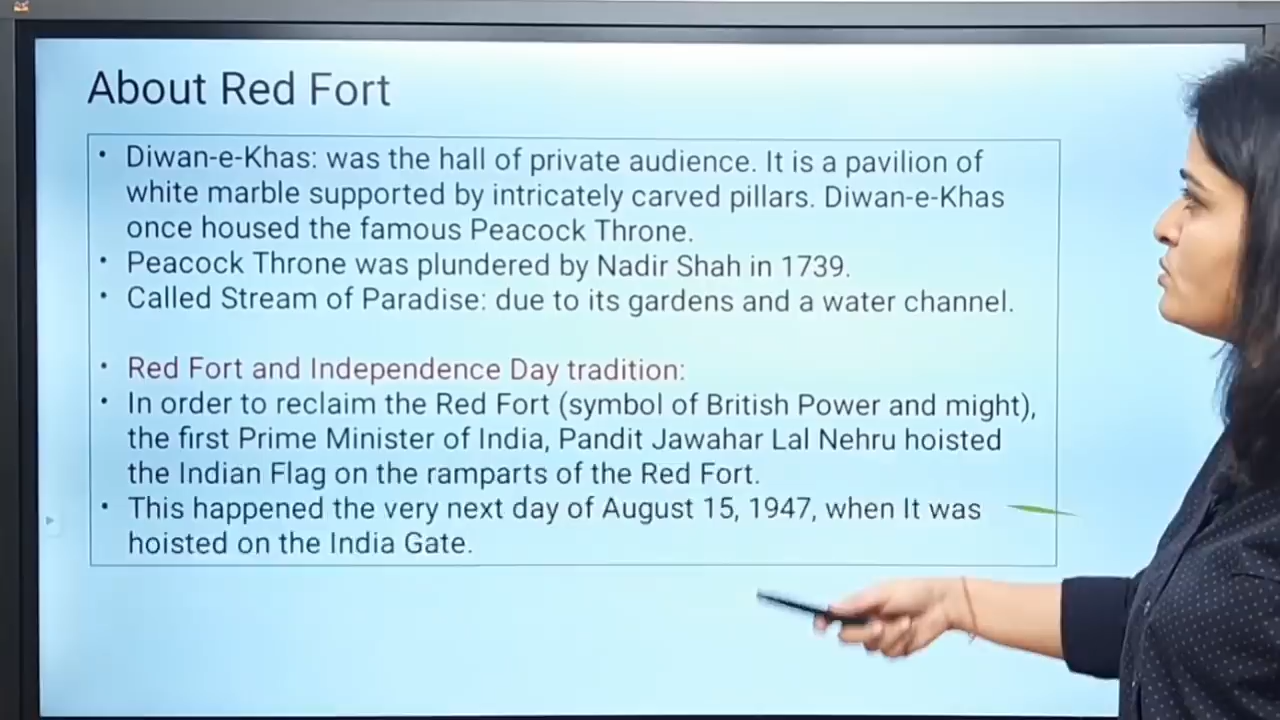 About Red Fort
• Diwan-e-Khas: was the hall of private audience. It is a pavilion of
white marble supported by intricately carved pillars. Diwan-e-Khas
once housed the famous Peacock Throne.
• Peacock Throne was plundered by Nadir Shah in 1739.
• Called Stream of Paradise: due to its gardens and a water channel.
• Red Fort and Independence Day tradition:
• In order to reclaim the Red Fort (symbol of British Power and might),
the first Prime Minister of India, Pandit Jawahar Lal Nehru hoisted
the Indian Flag on the ramparts of the Red Fort.
• This happened the very next day of August 15, 1947, when It was
hoisted on the India Gate.